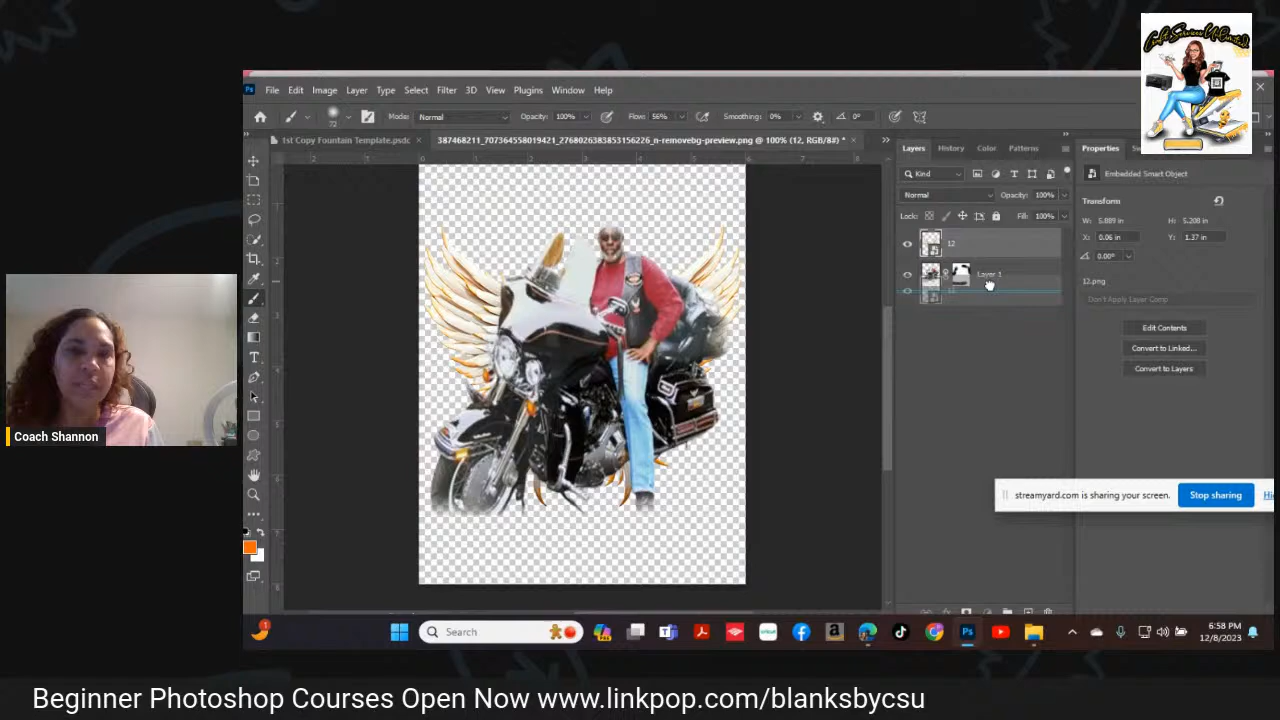 Craft Services UnLimited
File Edit Image Layer Type Select Filter 3D View Plugins Window Help
72 Mode: Normal Opacity: 100% Flow: 56% Smoothing: 0% 0°
1st Copy Fountain Template.psdc × 387468211_707364558019421_2768026383853156226_n-removebg-preview.png @ 100% (12, RGB/8#) * ×
Layers History Color Patterns Properties
Kind Embedded Smart Object
Normal Opacity: 100% Transform
W: 5.889 in H: 5.208 in
Lock: Fill: 100%
X: 0.06 in Y: 1.37 in
12 0.00°
Layer 1 12.png
Don't Apply Layer Comp
Edit Contents
Convert to Linked...
Convert to Layers
Coach Shannon
streamyard.com is sharing your screen. Stop sharing
Search
6:58 PM
12/8/2023
Beginner Photoshop Courses Open Now www.linkpop.com/blanksbycsu